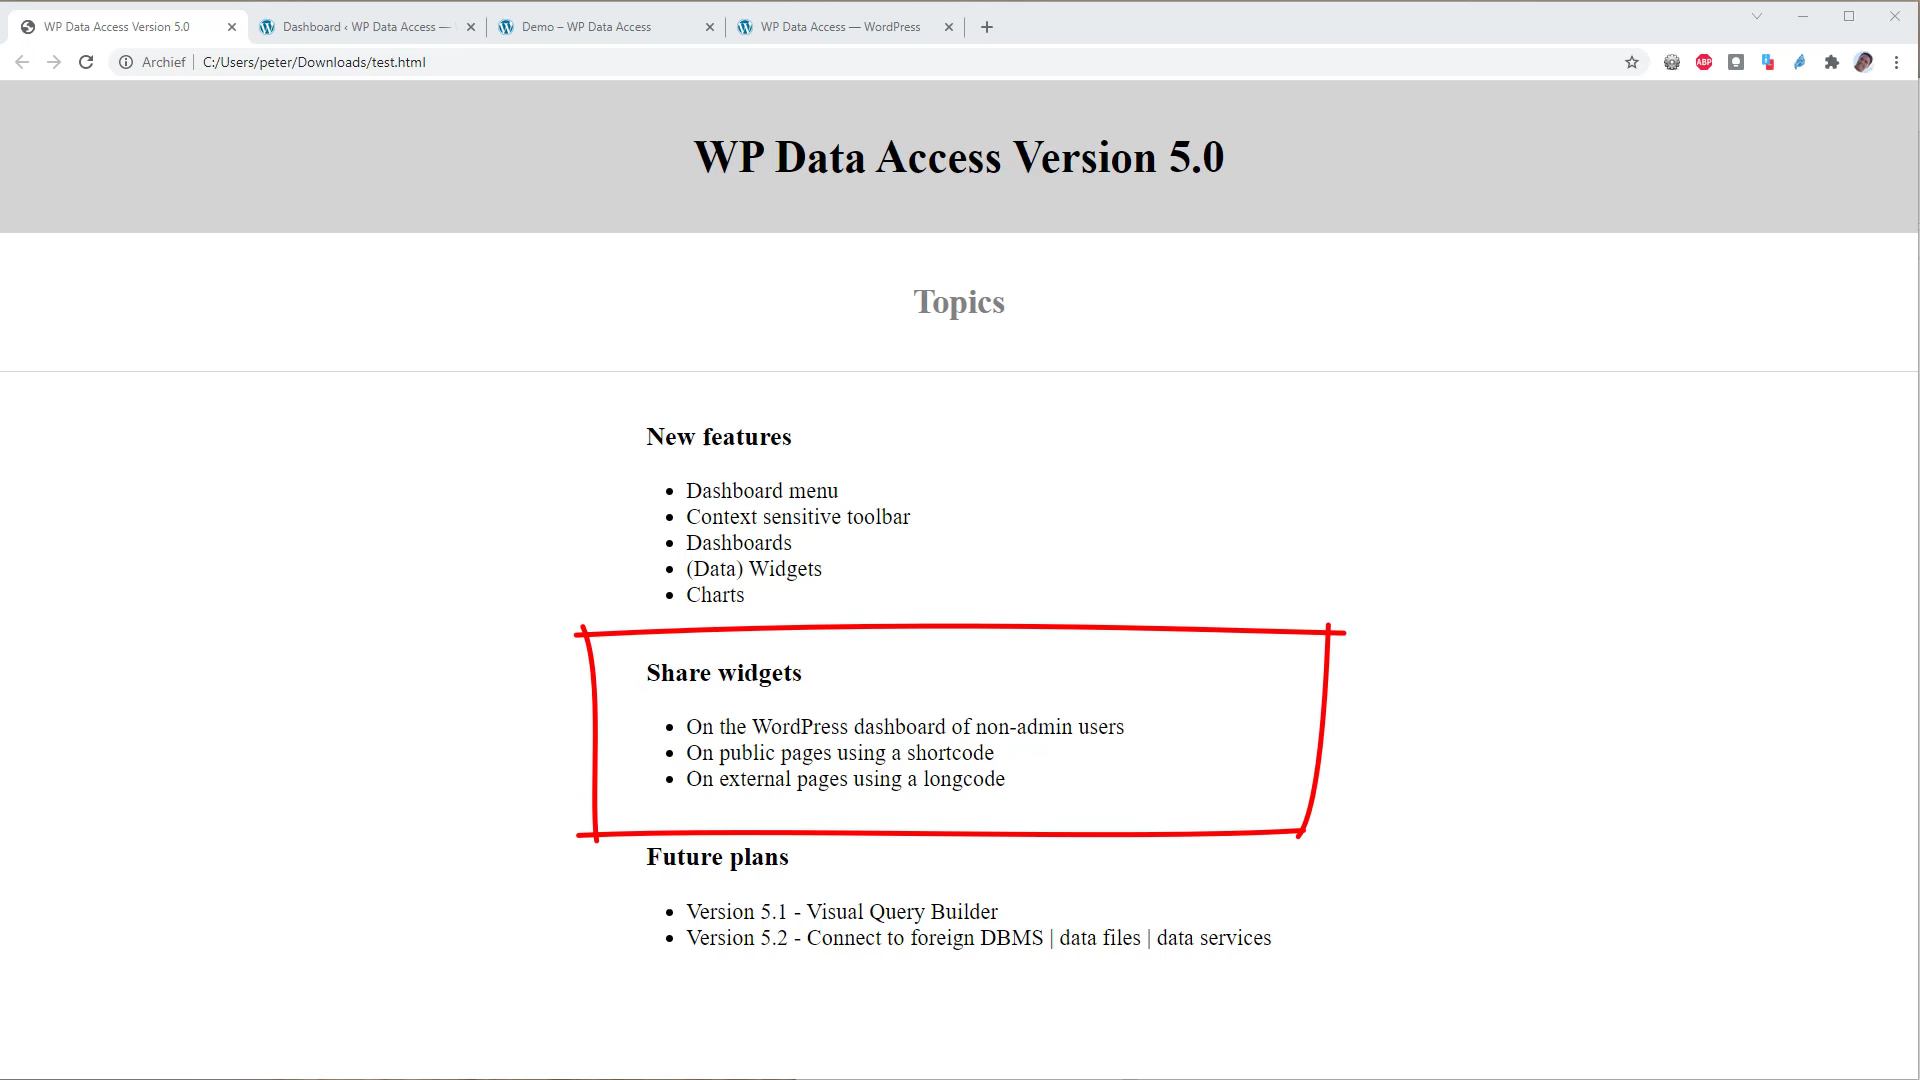 WP Data Access Version 5.0
Dashboard ‹ WP Data Access —
Demo – WP Data Access
WP Data Access — WordPress
Archief
C:/Users/peter/Downloads/test.html
ABP
WP Data Access Version 5.0
Topics
New features
• Dashboard menu
• Context sensitive toolbar
• Dashboards
• (Data) Widgets
• Charts
Share widgets
• On the WordPress dashboard of non-admin users
• On public pages using a shortcode
• On external pages using a longcode
Future plans
• Version 5.1 - Visual Query Builder
• Version 5.2 - Connect to foreign DBMS | data files | data services